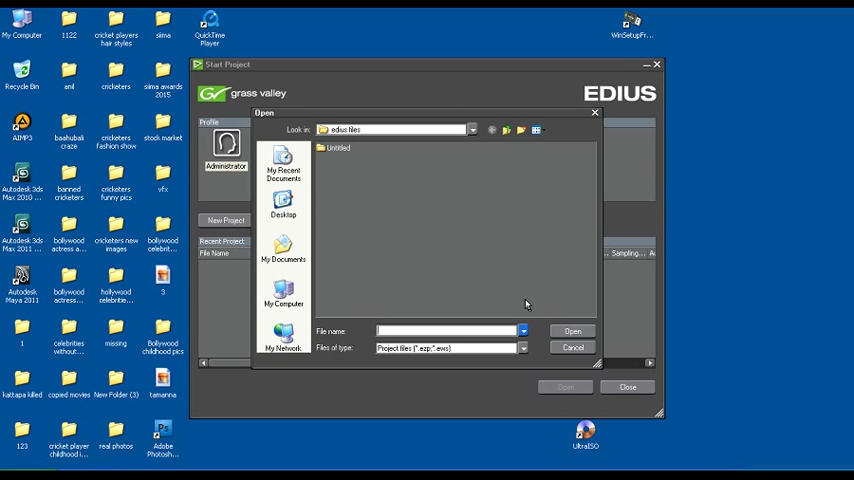 My Computer
1122
cricket players
hair styles
sima
QuickTime
Player
WinSetupFr...
Recycle Bin
anil
cricketers
siima awards
2015
AIMP3
baahubali
craze
cricketers
fashion show
stock market
Autodesk 3ds
Max 2010 ...
banned
cricketers
cricketers
funny pics
vfx
Autodesk 3ds
Max 2011 ...
bollywood
actress a...
cricketers new
images
bollywood
celebrit...
Autodesk
Maya 2011
bollywood
actress...
hollywood
celebrities...
3
1
celebrities
without...
missing
Bollywood
childhood pics
kattapa killed
copied movies
New Folder (3)
tamanna
123
cricket player
childhood i...
real photos
Adobe
Photosh...
UltraISO
Start Project
grass valley
EDIUS
Profile
Administrator
New Project
Recent Project
File Name
... Sampling...
Open
Close
Open
Look in:
edius files
Untitled
My Recent
Documents
Desktop
My Documents
My Computer
My Network
File name:
Open
Files of type:
Project files (*.ezp;*.ews)
Cancel